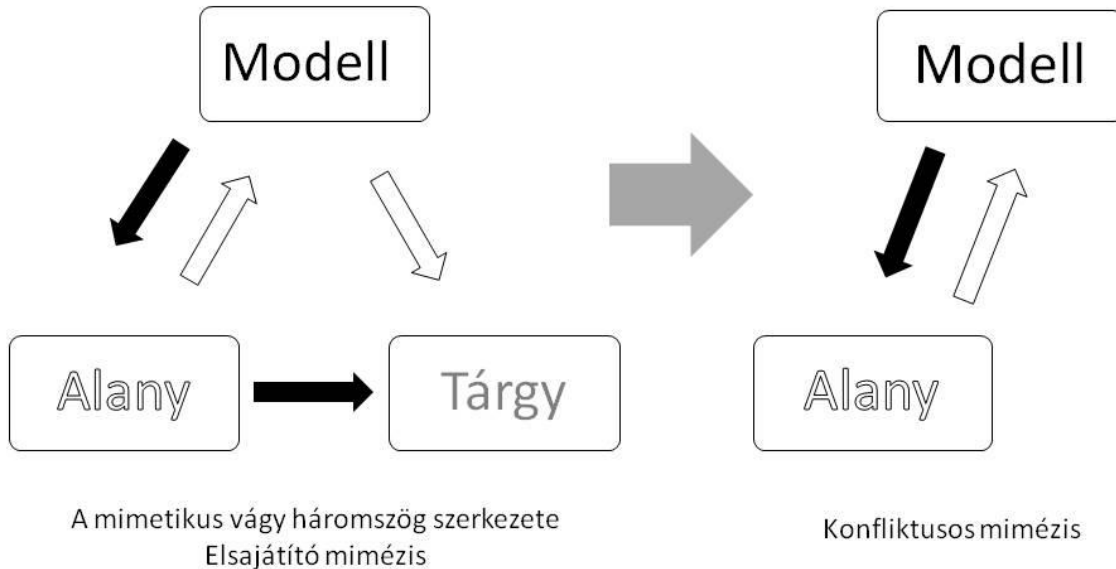 Modell
Alany
Tárgy
A mimetikus vágy háromszög szerkezete
Elsajátító mimézis
Modell
Alany
Konfliktusos mimézis